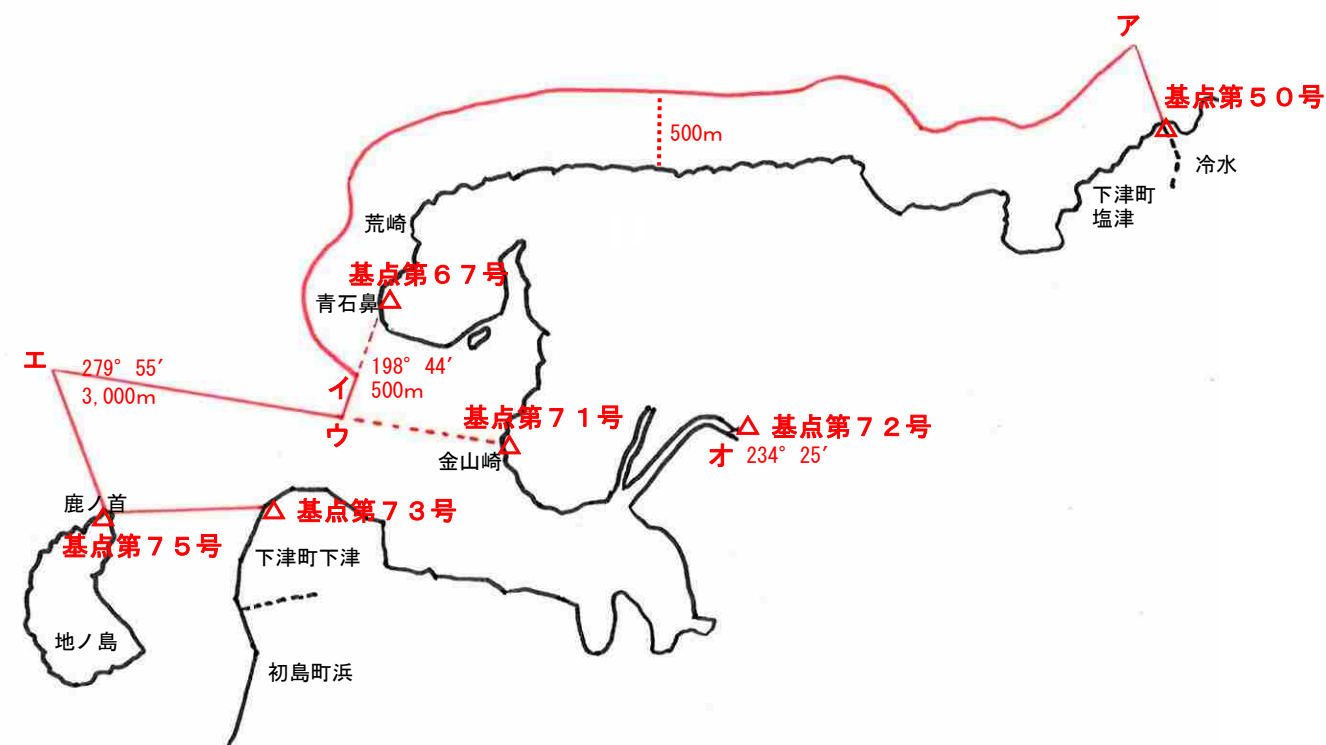 ア
基点第５０号
500m
冷水
下津町
塩津
荒崎
基点第６７号
青石鼻
エ
279° 55′
3,000m
198° 44′
500m
イ
ウ
基点第７１号
金山崎
基点第７２号
オ 234° 25′
鹿ノ首
基点第７３号
基点第７５号
下津町下津
地ノ島
初島町浜